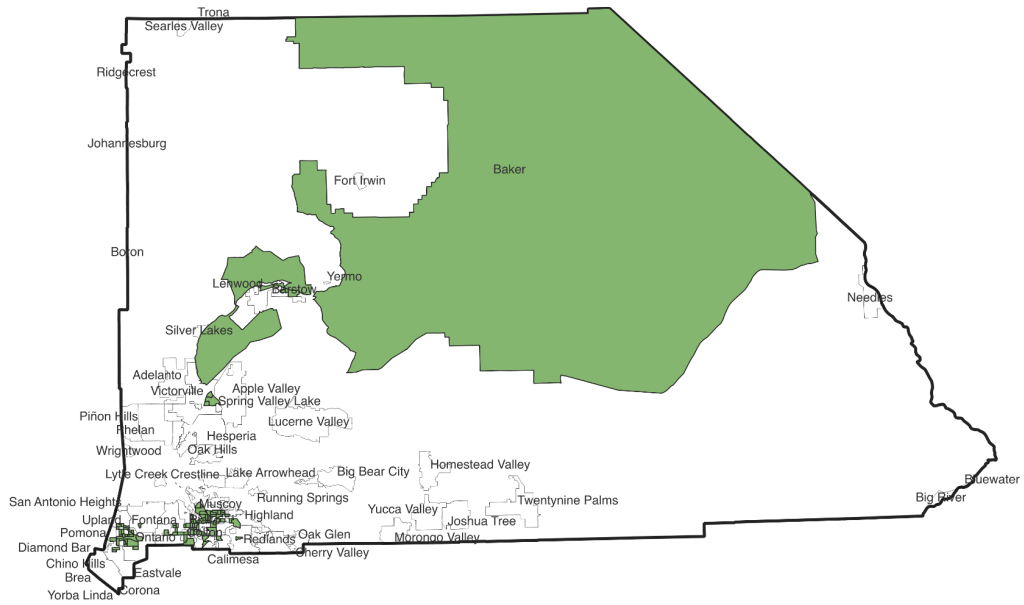 Trona
Searles Valley
Ridgecrest
Johannesburg
Baker
Fort Irwin
Boron
Yermo
Lenwood
Barstow
Needles
Silver Lakes
Adelanto
Victorville
Apple Valley
Spring Valley Lake
Piñon Hills
Phelan
Lucerne Valley
Hesperia
Oak Hills
Wrightwood
Lytle Creek
Crestline
Lake Arrowhead
Big Bear City
Homestead Valley
Bluewater
Big River
San Antonio Heights
Running Springs
Twentynine Palms
Muscoy
Yucca Valley
Highland
Upland
Fontana
Joshua Tree
Pomona
Ontario
Redlands
Oak Glen
Morongo Valley
Diamond Bar
Cherry Valley
Calimesa
Chino Hills
Eastvale
Brea
Corona
Yorba Linda